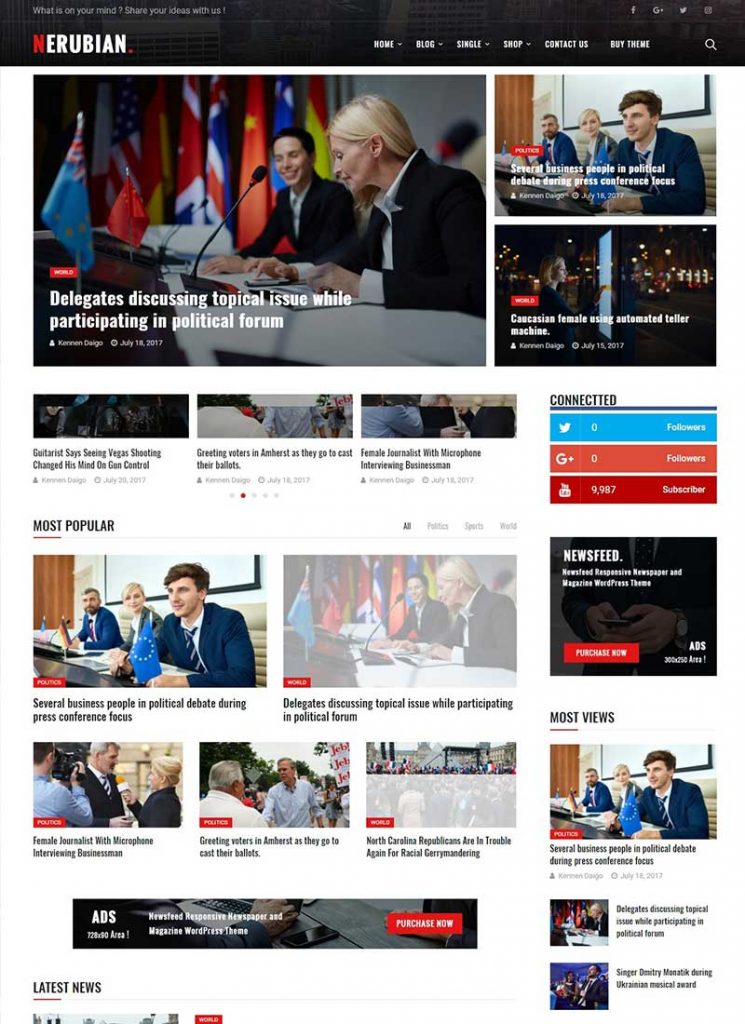 What is on your mind ? Share your ideas with us !
NERUBIAN.
HOME BLOG SINGLE SHOP CONTACT US BUY THEME
WORLD
Delegates discussing topical issue while
participating in political forum
Kennen Daigo July 18, 2017
POLITICS
Several business people in political
debate during press conference focus
Kennen Daigo July 18, 2017
WORLD
Caucasian female using automated teller
machine.
Kennen Daigo July 15, 2017
Jeb!
Guitarist Says Seeing Vegas Shooting
Changed His Mind On Gun Control
Kennen Daigo July 20, 2017
Greeting voters in Amherst as they go to cast
their ballots.
Kennen Daigo July 18, 2017
Female Journalist With Microphone
Interviewing Businessman
Kennen Daigo July 18, 2017
CONNECTTED
0 Followers
G+ 0 Followers
You Tube 9,987 Subscriber
MOST POPULAR
All Politics Sports World
POLITICS
Several business people in political debate during
press conference focus
WORLD
Delegates discussing topical issue while participating
in political forum
POLITICS
Female Journalist With Microphone
Interviewing Businessman
Jeb!
Jeb
Jeb
POLITICS
Greeting voters in Amherst as they go to
cast their ballots.
WORLD
North Carolina Republicans Are In Trouble
Again For Racial Gerrymandering
NEWSFEED.
Newsfeed Responsive Newspaper and
Magazine WordPress Theme
PURCHASE NOW
ADS
300x250 Area !
MOST VIEWS
POLITICS
Several business people in political debate
during press conference focus
Kennen Daigo July 18, 2017
Delegates discussing topical issue
while participating in
political forum
Singer Dmitry Monatik during
Ukrainian musical award
ADS
728x90 Area !
Newsfeed Responsive Newspaper and
Magazine WordPress Theme
PURCHASE NOW
LATEST NEWS
WORLD